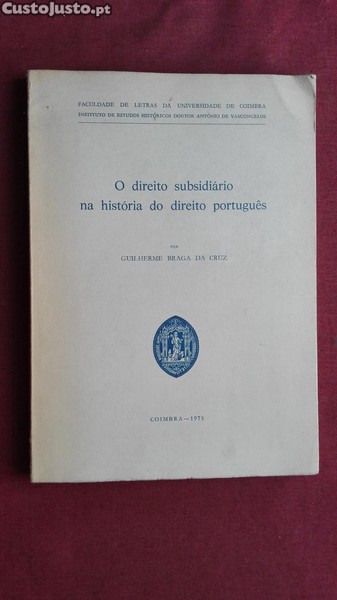 CustoJusto.pt
FACULDADE DE LETRAS DA UNIVERSIDADE DE COIMBRA
INSTITUTO DE ESTUDOS HISTÓRICOS DOUTOR ANTÓNIO DE VASCONCELOS
O direito subsidiário
na história do direito português
POR
GUILHERME BRAGA DA CRUZ
COIMBRA—1975